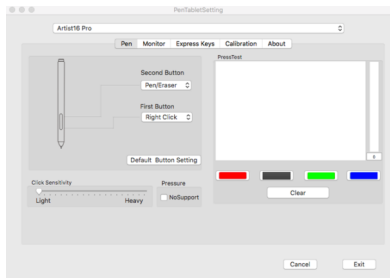 PenTabletSetting
Artist16 Pro
Pen Monitor Express Keys Calibration About
Second Button
Pen/Eraser
First Button
Right Click
Default Button Setting
PressTest
Click Sensitivity
Light Heavy
Pressure
NoSupport
Clear
Cancel Exit